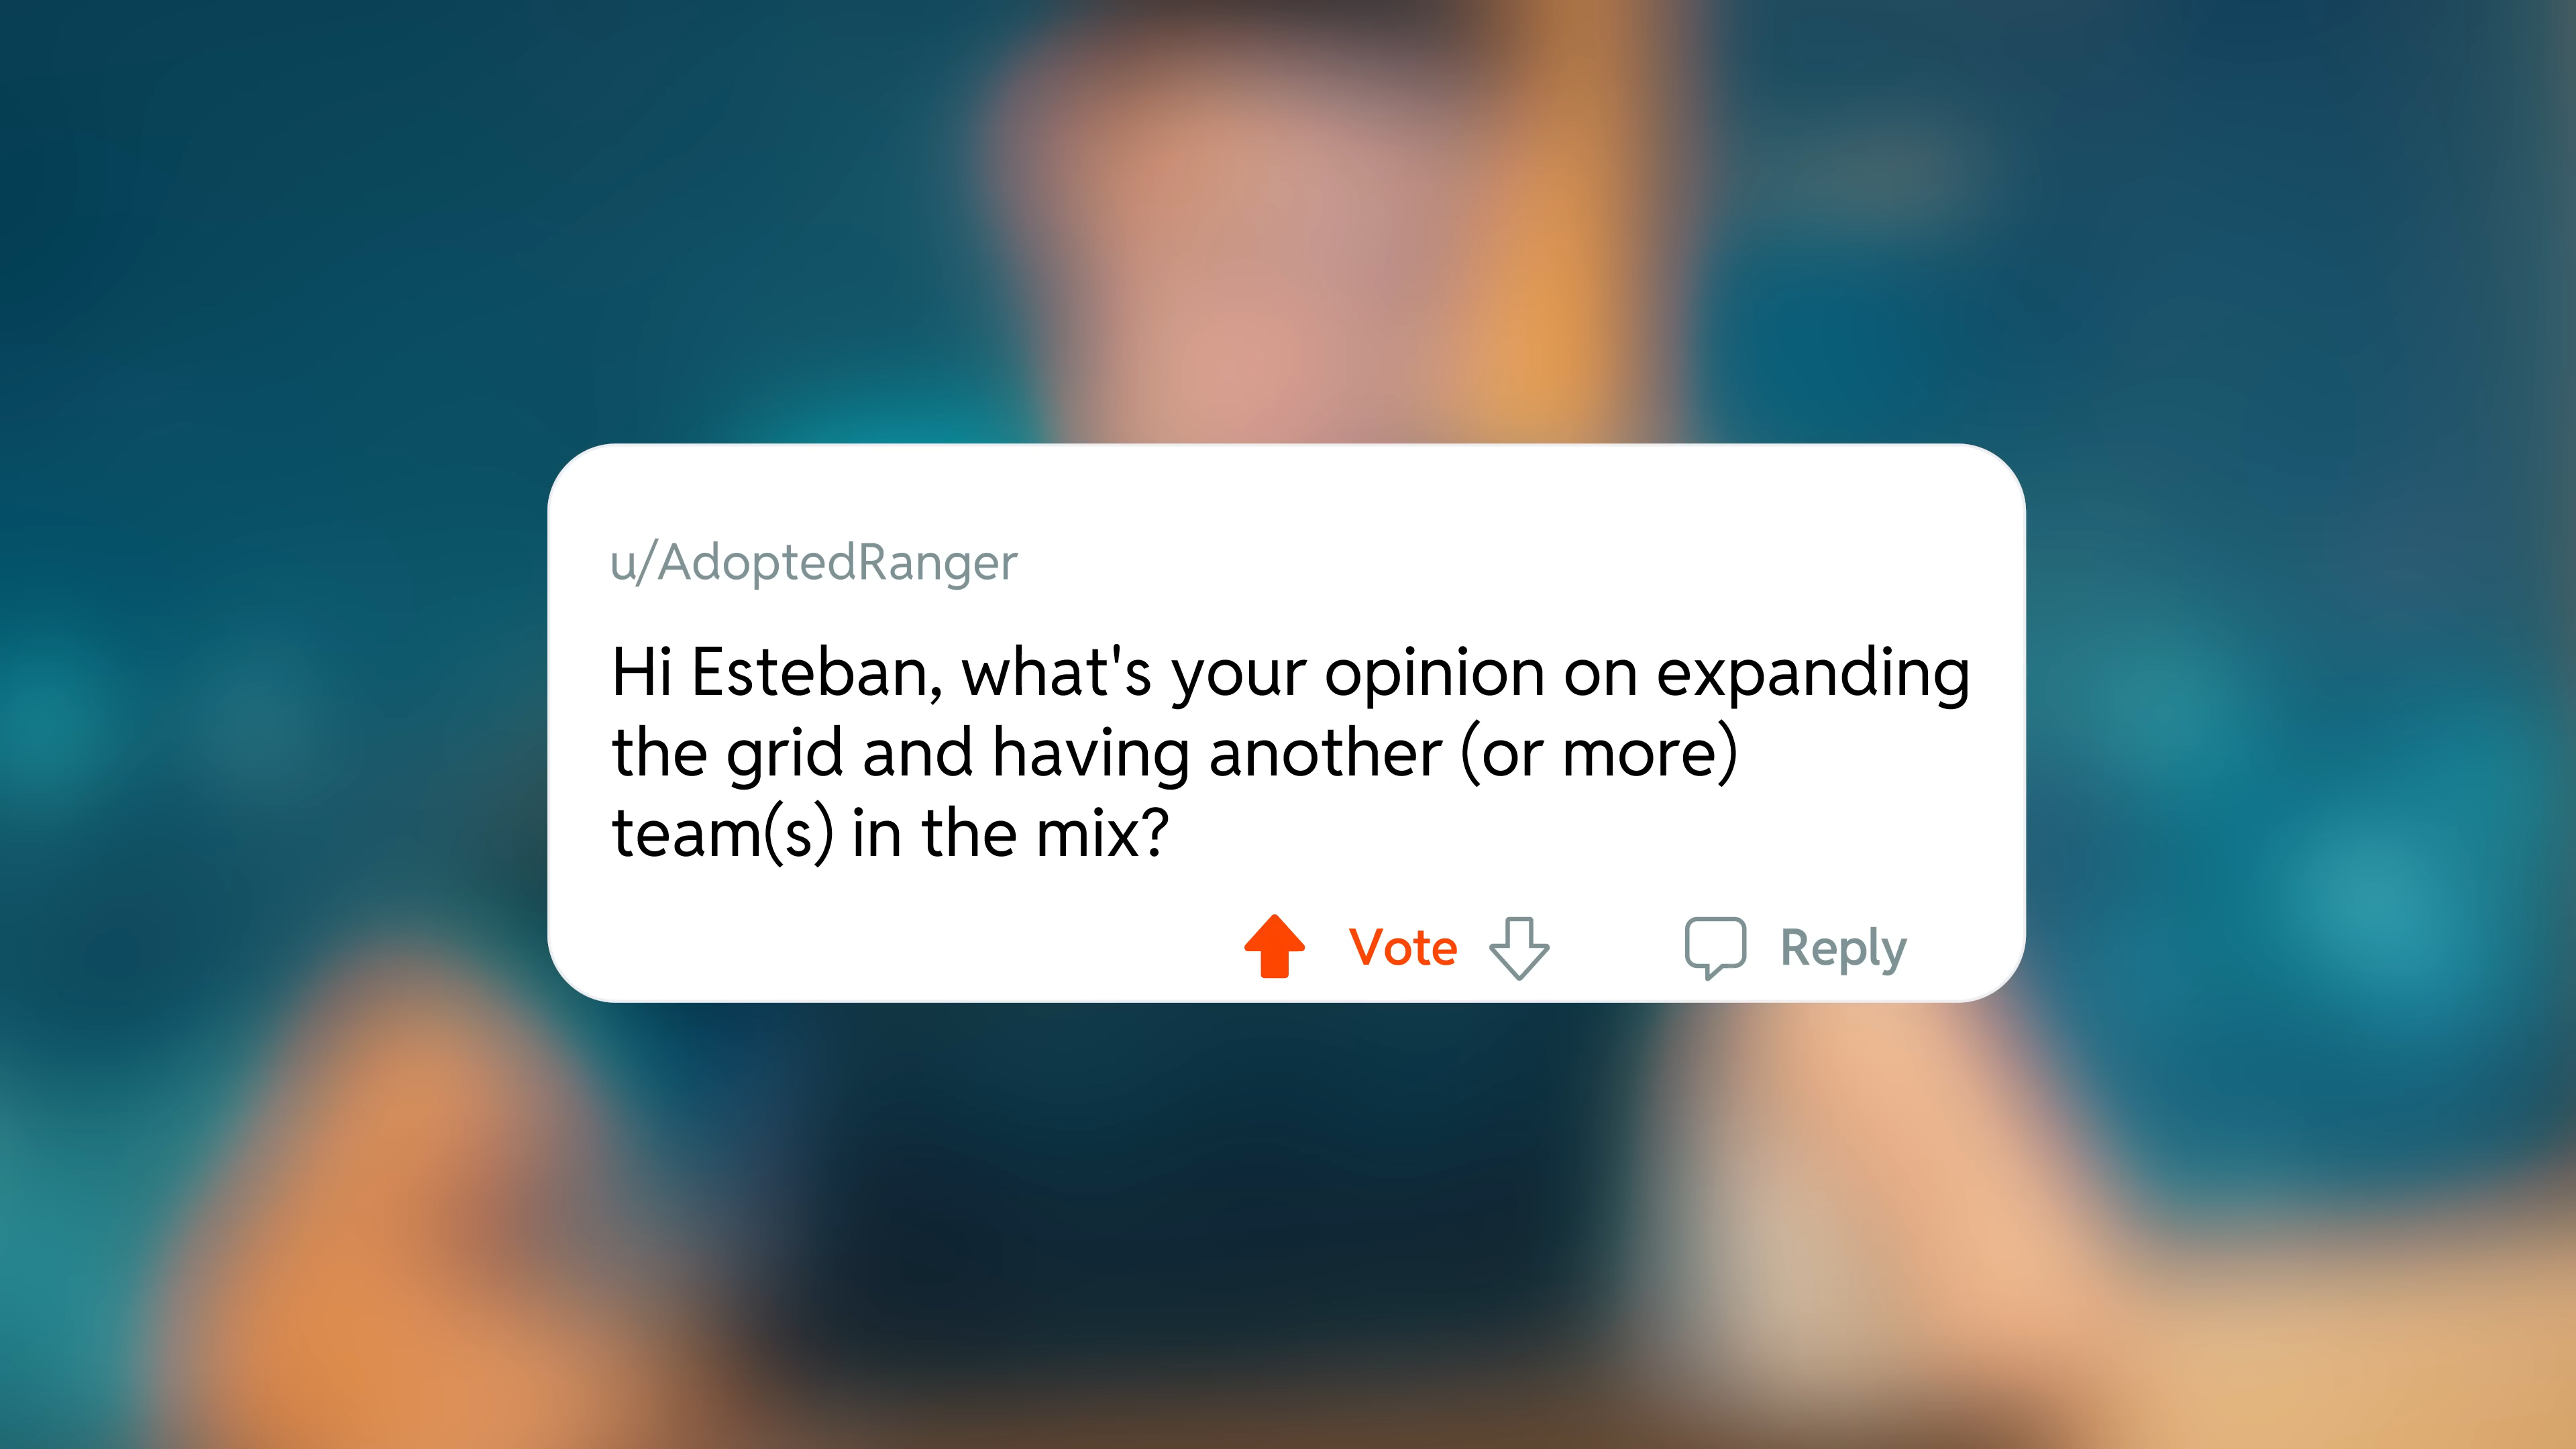 u/AdoptedRanger
Hi Esteban, what's your opinion on expanding
the grid and having another (or more)
team(s) in the mix?
Vote Reply